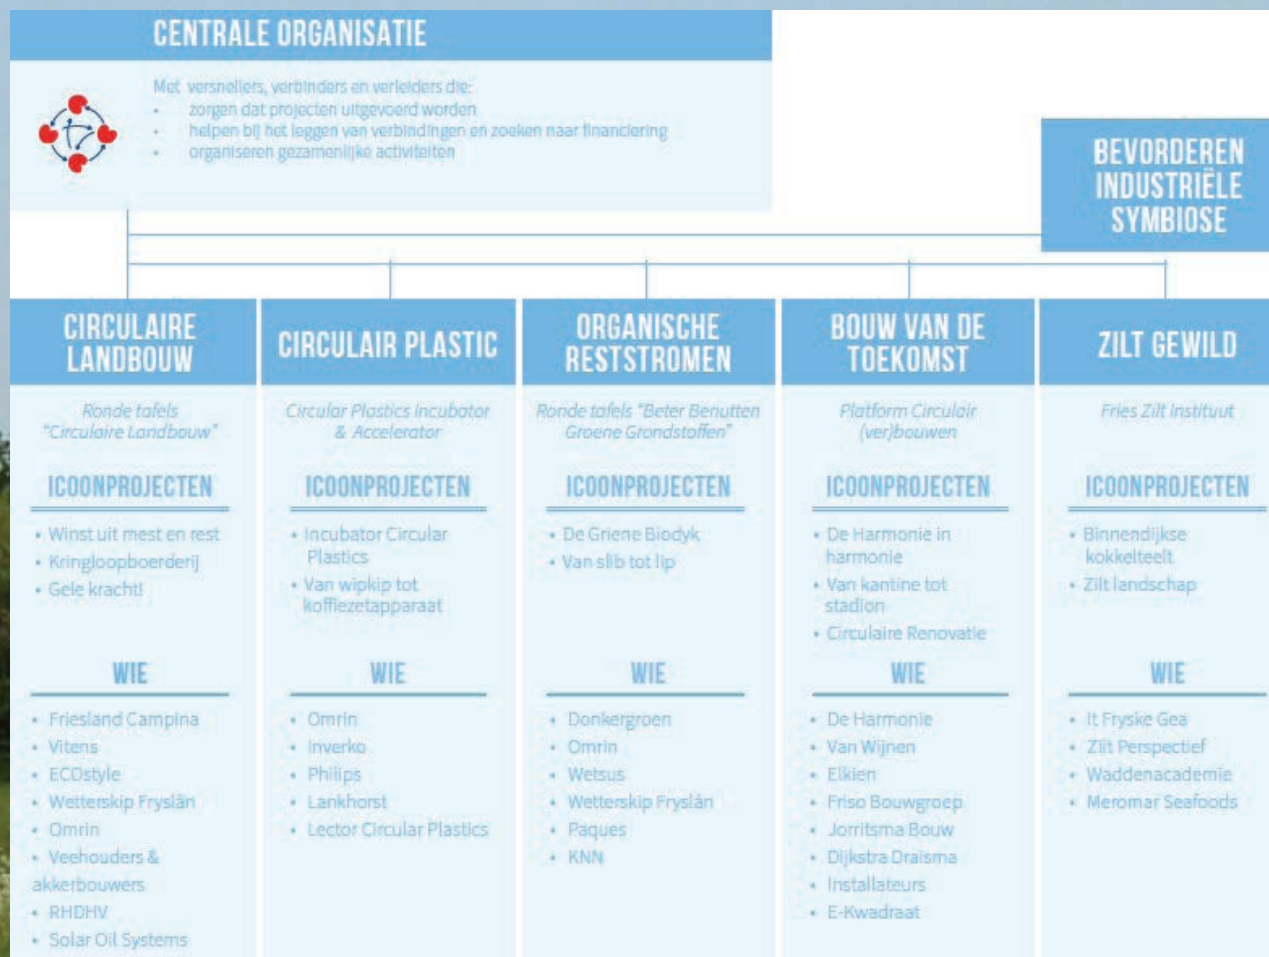 CENTRALE ORGANISATIE
Met versnellers, verbinders en verleiders die:
• zorgen dat projecten uitgevoerd worden
• helpen bij het leggen van verbindingen en zoeken naar financiering
• organiseren gezamenlijke activiteiten
BEVORDEREN
INDUSTRIËLE
SYMBIOSE
CIRCULAIRE
LANDBOUW
Ronde tafels
"Circulaire Landbouw"
ICOONPROJECTEN
• Winst uit mest en rest
• Kringloopboerderij
• Gele kracht!
WIE
• Friesland Campina
• Vitens
• ECOstyle
• Wetterskip Fryslân
• Omrin
• Veehouders &
akkerbouwers
• RHDHV
• Solar Oil Systems
CIRCULAIR PLASTIC
Circular Plastics Incubator
& Accelerator
ICOONPROJECTEN
• Incubator Circular
Plastics
• Van wipkip tot
koffiezetapparaat
WIE
• Omrin
• Inverko
• Philips
• Lankhorst
• Lector Circular Plastics
ORGANISCHE
RESTSTROMEN
Ronde tafels "Beter Benutten
Groene Grondstoffen"
ICOONPROJECTEN
• De Griene Biodyk
• Van slib tot lip
WIE
• Donkergroen
• Omrin
• Wetsus
• Wetterskip Fryslân
• Paques
• KNN
BOUW VAN DE
TOEKOMST
Platform Circulair
(ver)bouwen
ICOONPROJECTEN
• De Harmonie in
harmonie
• Van kantine tot
stadion
• Circulaire Renovatie
WIE
• De Harmonie
• Van Wijnen
• Elkien
• Friso Bouwgroep
• Jorritsma Bouw
• Dijkstra Draisma
• Installateurs
• E-Kwadraat
ZILT GEWILD
Fries Zilt Instituut
ICOONPROJECTEN
• Binnendijkse
kokkelteelt
• Zilt landschap
WIE
• It Fryske Gea
• Zilt Perspectief
• Waddenacademie
• Meromar Seafoods